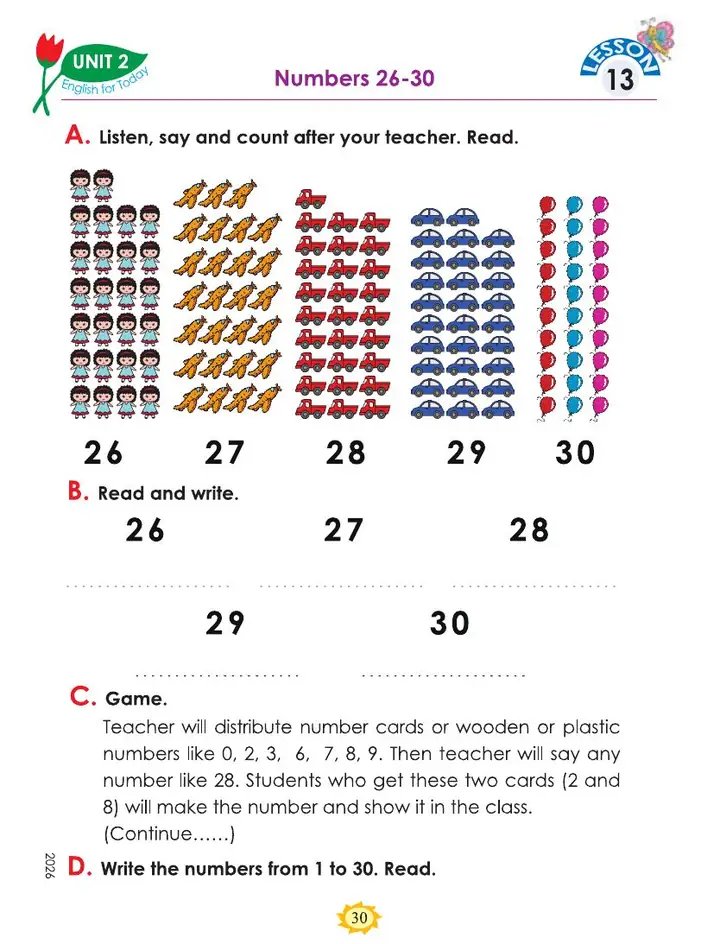 UNIT 2
English for Today
Numbers 26-30
LESSON
13
A. Listen, say and count after your teacher. Read.
26 27 28 29 30
B. Read and write.
26 27 28
29 30
C. Game.
Teacher will distribute number cards or wooden or plastic
numbers like 0, 2, 3, 6, 7, 8, 9. Then teacher will say any
number like 28. Students who get these two cards (2 and
8) will make the number and show it in the class.
(Continue......)
D. Write the numbers from 1 to 30. Read.
2026
30